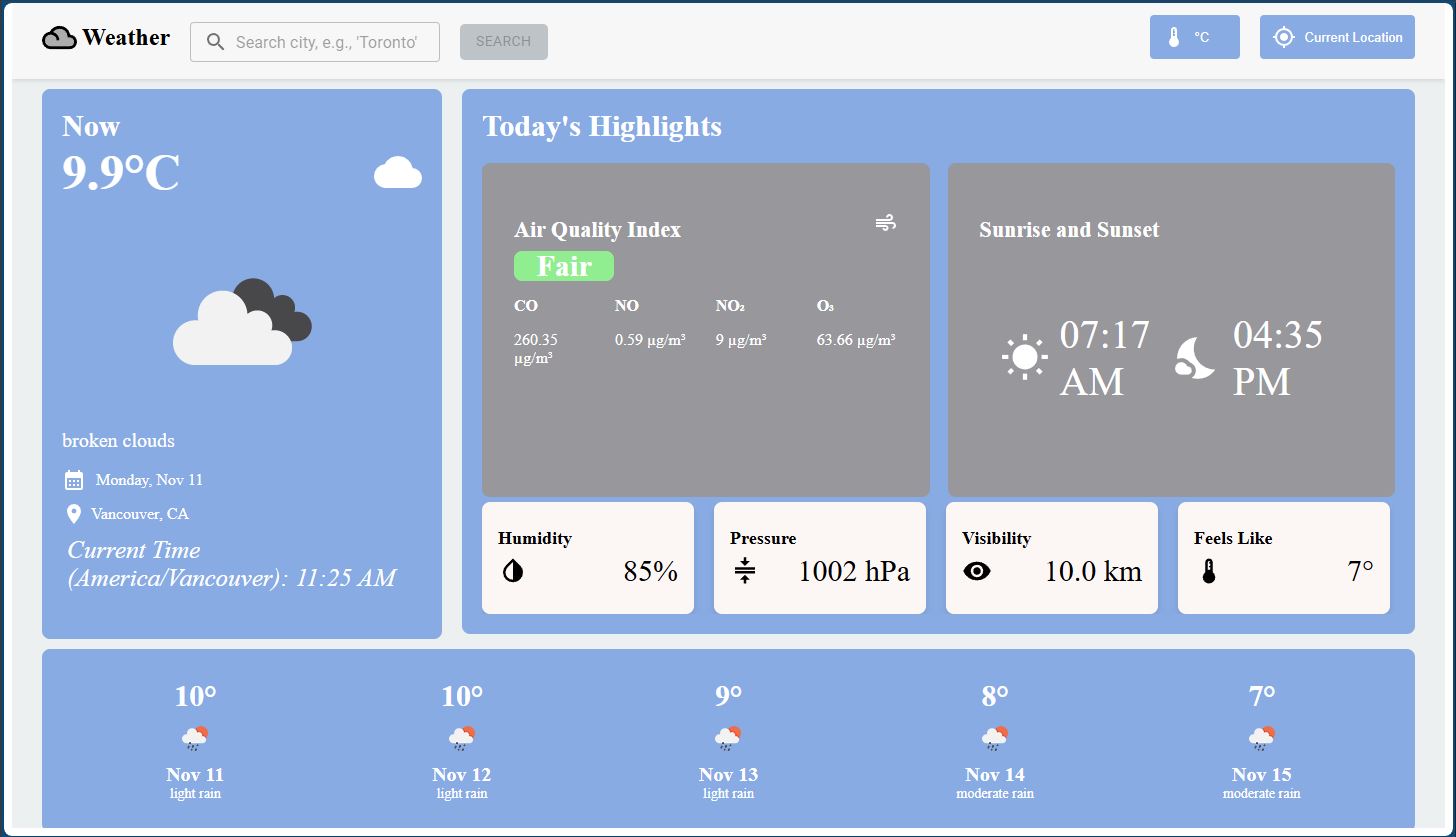 Weather
Search city, e.g., 'Toronto'
SEARCH
°C
Current Location
Now
9.9°C
broken clouds
Monday, Nov 11
Vancouver, CA
Current Time
(America/Vancouver): 11:25 AM
Today's Highlights
Air Quality Index
Fair
CO NO NO₂ O₃
260.35 0.59 µg/m³ 9 µg/m³ 63.66 µg/m³
µg/m³
Sunrise and Sunset
07:17 04:35
AM PM
Humidity
85%
Pressure
1002 hPa
Visibility
10.0 km
Feels Like
7°
10° 10° 9° 8° 7°
Nov 11 Nov 12 Nov 13 Nov 14 Nov 15
light rain light rain light rain moderate rain moderate rain